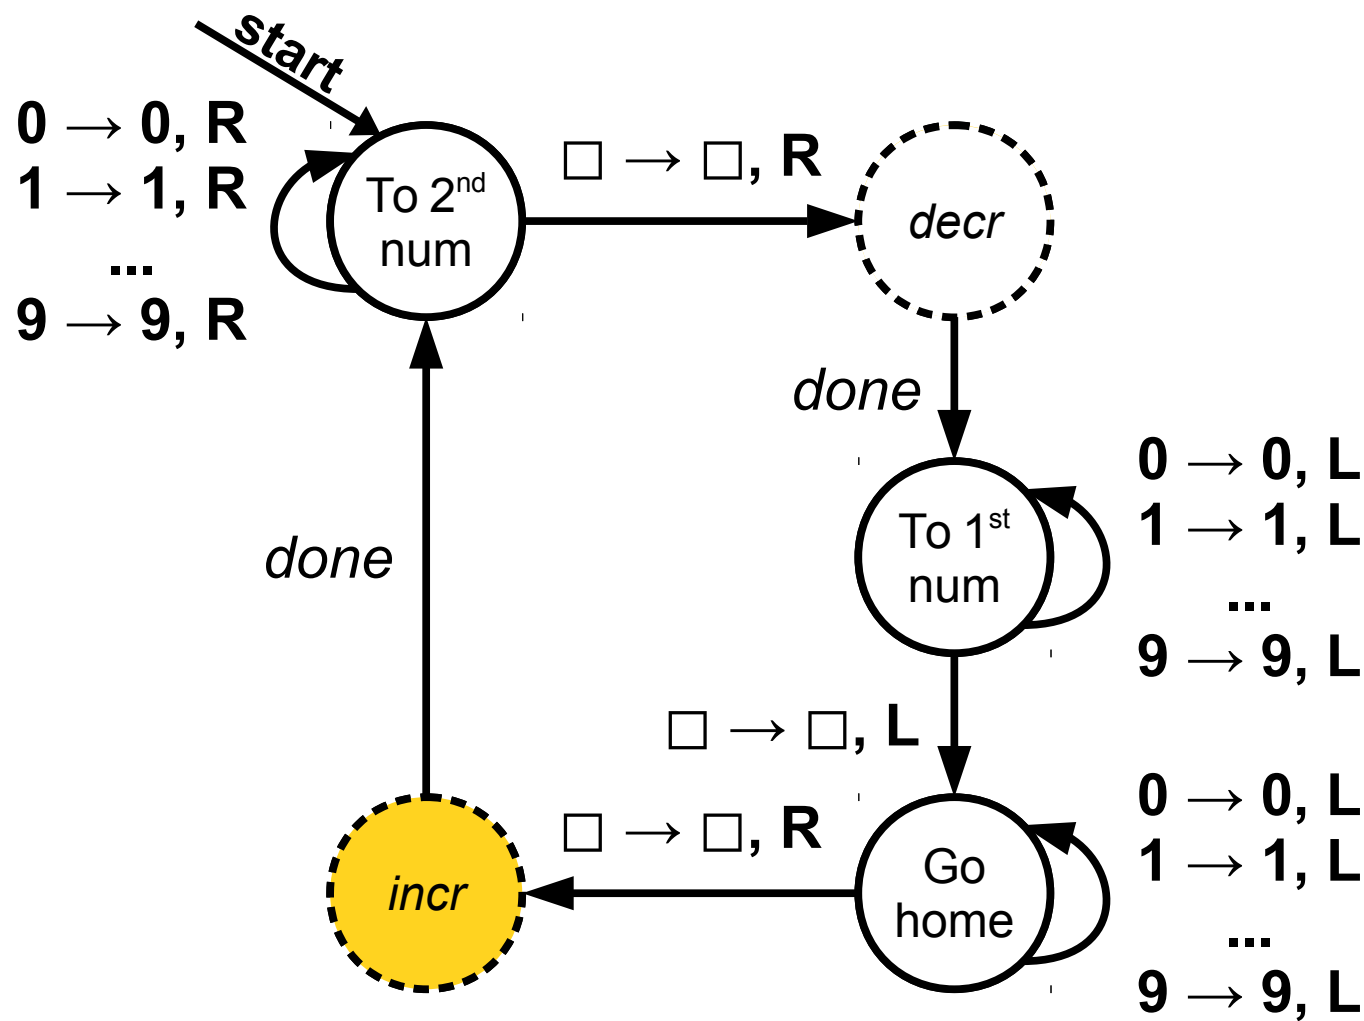 start
0 → 0, R
1 → 1, R
...
9 → 9, R
To 2nd
num
□ → □, R
decr
done
0 → 0, L
1 → 1, L
...
9 → 9, L
To 1st
num
done
□ → □, L
□ → □, R
0 → 0, L
1 → 1, L
...
9 → 9, L
Go
home
incr